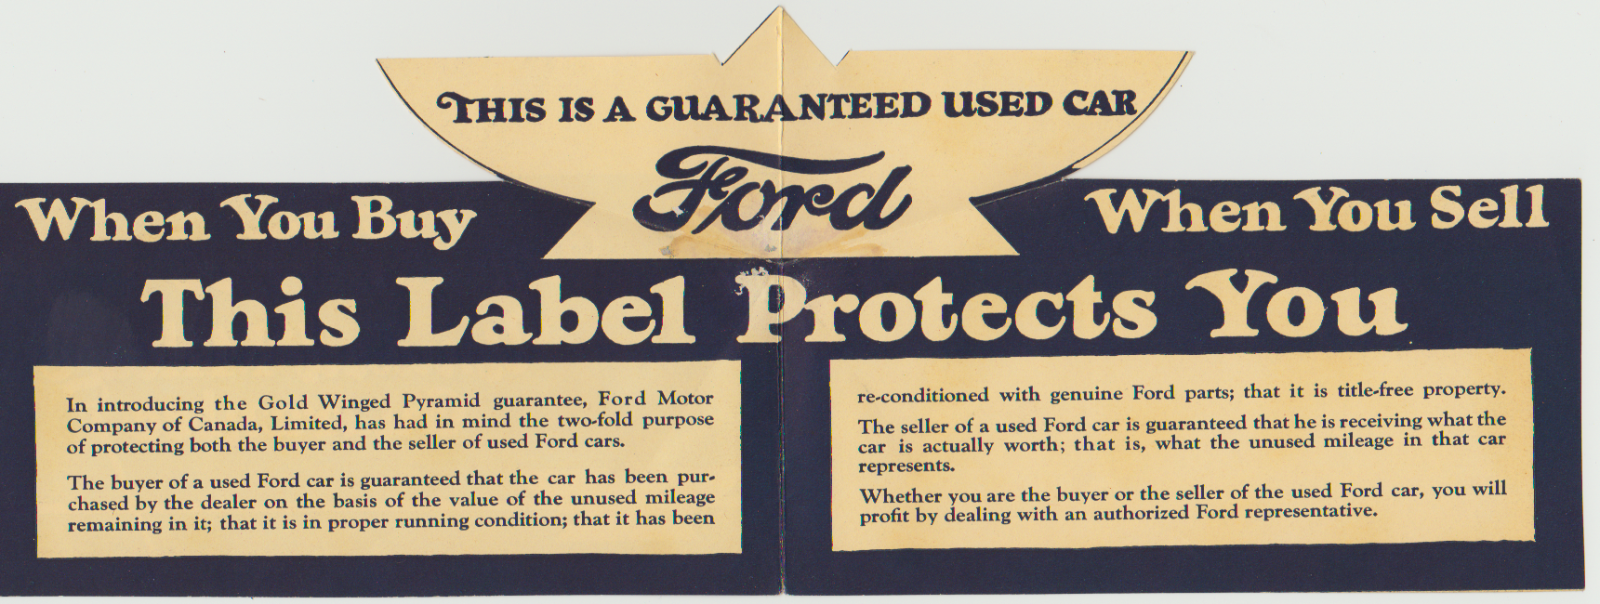 THIS IS A GUARANTEED USED CAR
Ford
When You Buy
When You Sell
This Label Protects You
In introducing the Gold Winged Pyramid guarantee, Ford Motor
Company of Canada, Limited, has had in mind the two-fold purpose
of protecting both the buyer and the seller of used Ford cars.
The buyer of a used Ford car is guaranteed that the car has been pur-
chased by the dealer on the basis of the value of the unused mileage
remaining in it; that it is in proper running condition; that it has been
re-conditioned with genuine Ford parts; that it is title-free property.
The seller of a used Ford car is guaranteed that he is receiving what the
car is actually worth; that is, what the unused mileage in that car
represents.
Whether you are the buyer or the seller of the used Ford car, you will
profit by dealing with an authorized Ford representative.